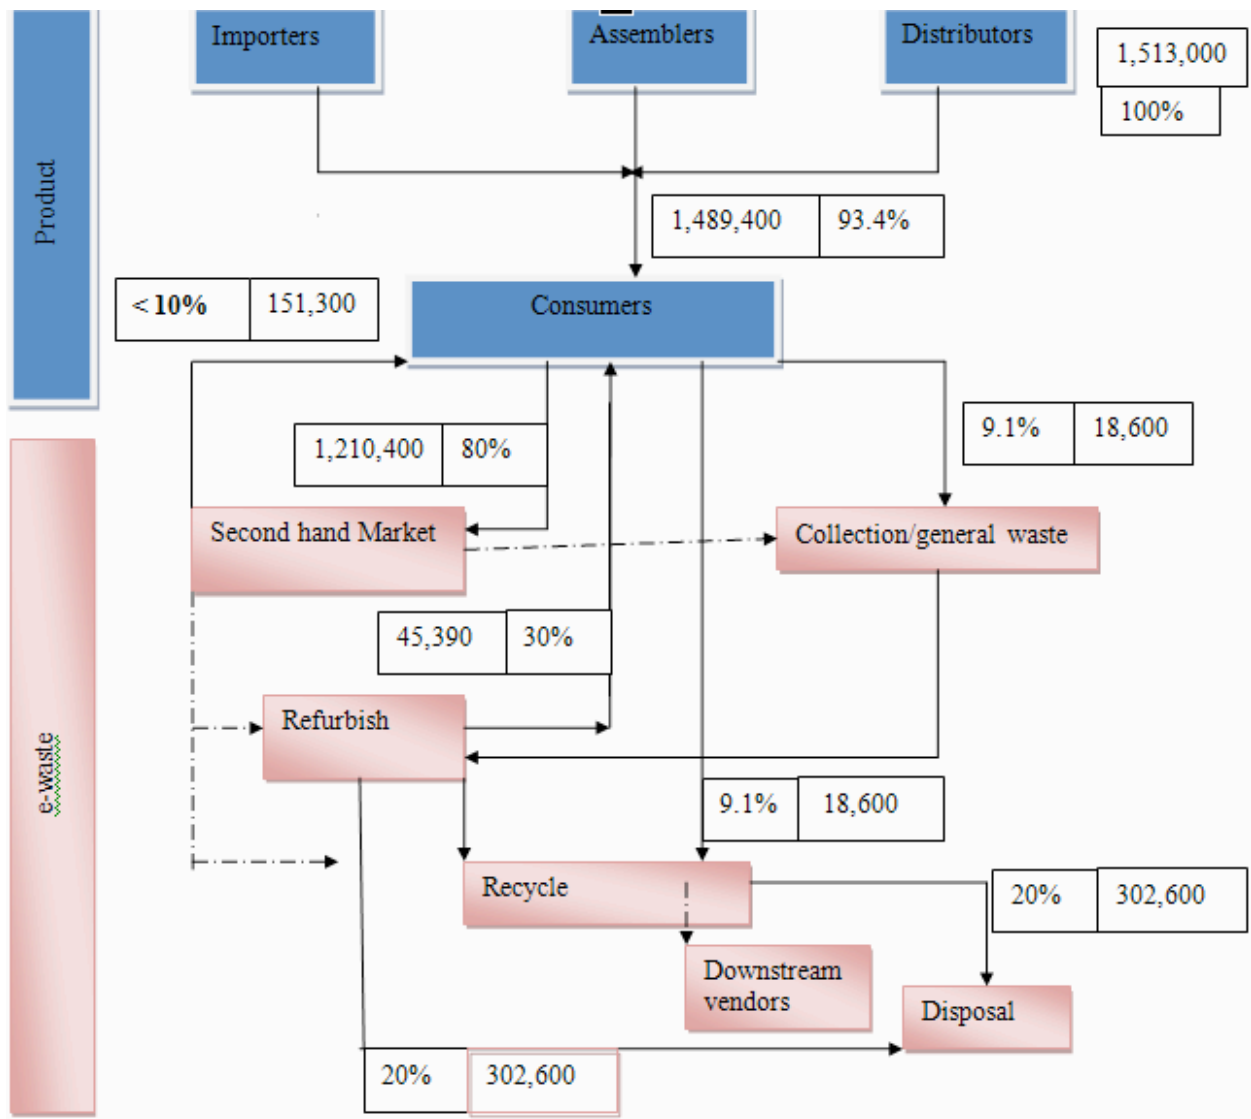 Importers
Assemblers
Distributors
1,513,000
100%
Product
1,489,400 93.4%
< 10% 151,300
Consumers
9.1% 18,600
1,210,400 80%
Second hand Market
Collection/general waste
45,390 30%
Refurbish
e-waste
9.1% 18,600
Recycle
20% 302,600
Downstream
vendors
Disposal
20% 302,600